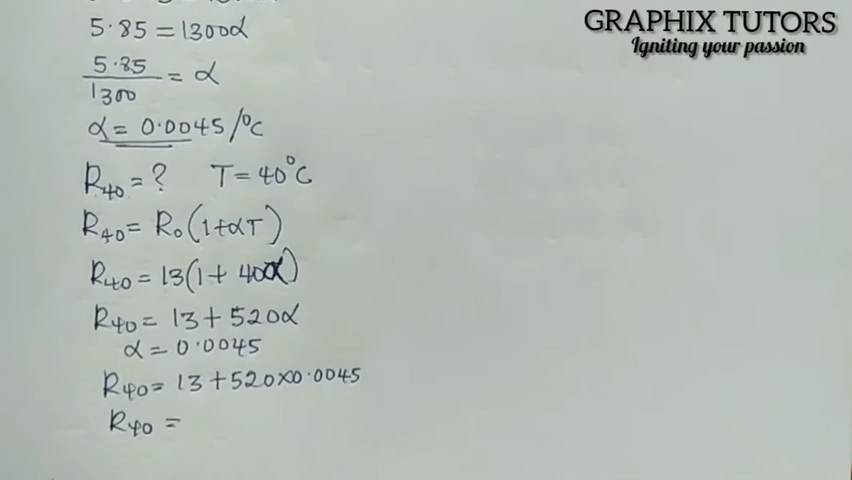 GRAPHIX TUTORS
Igniting your passion
5.85 = 1300α
5.85/1300 = α
α = 0.0045/°C
R₄₀ = ? T = 40°C
R₄₀ = R₀(1+αT)
R₄₀ = 13(1 + 40α)
R₄₀ = 13 + 520α
α = 0.0045
R₄₀ = 13 + 520×0.0045
R₄₀ =